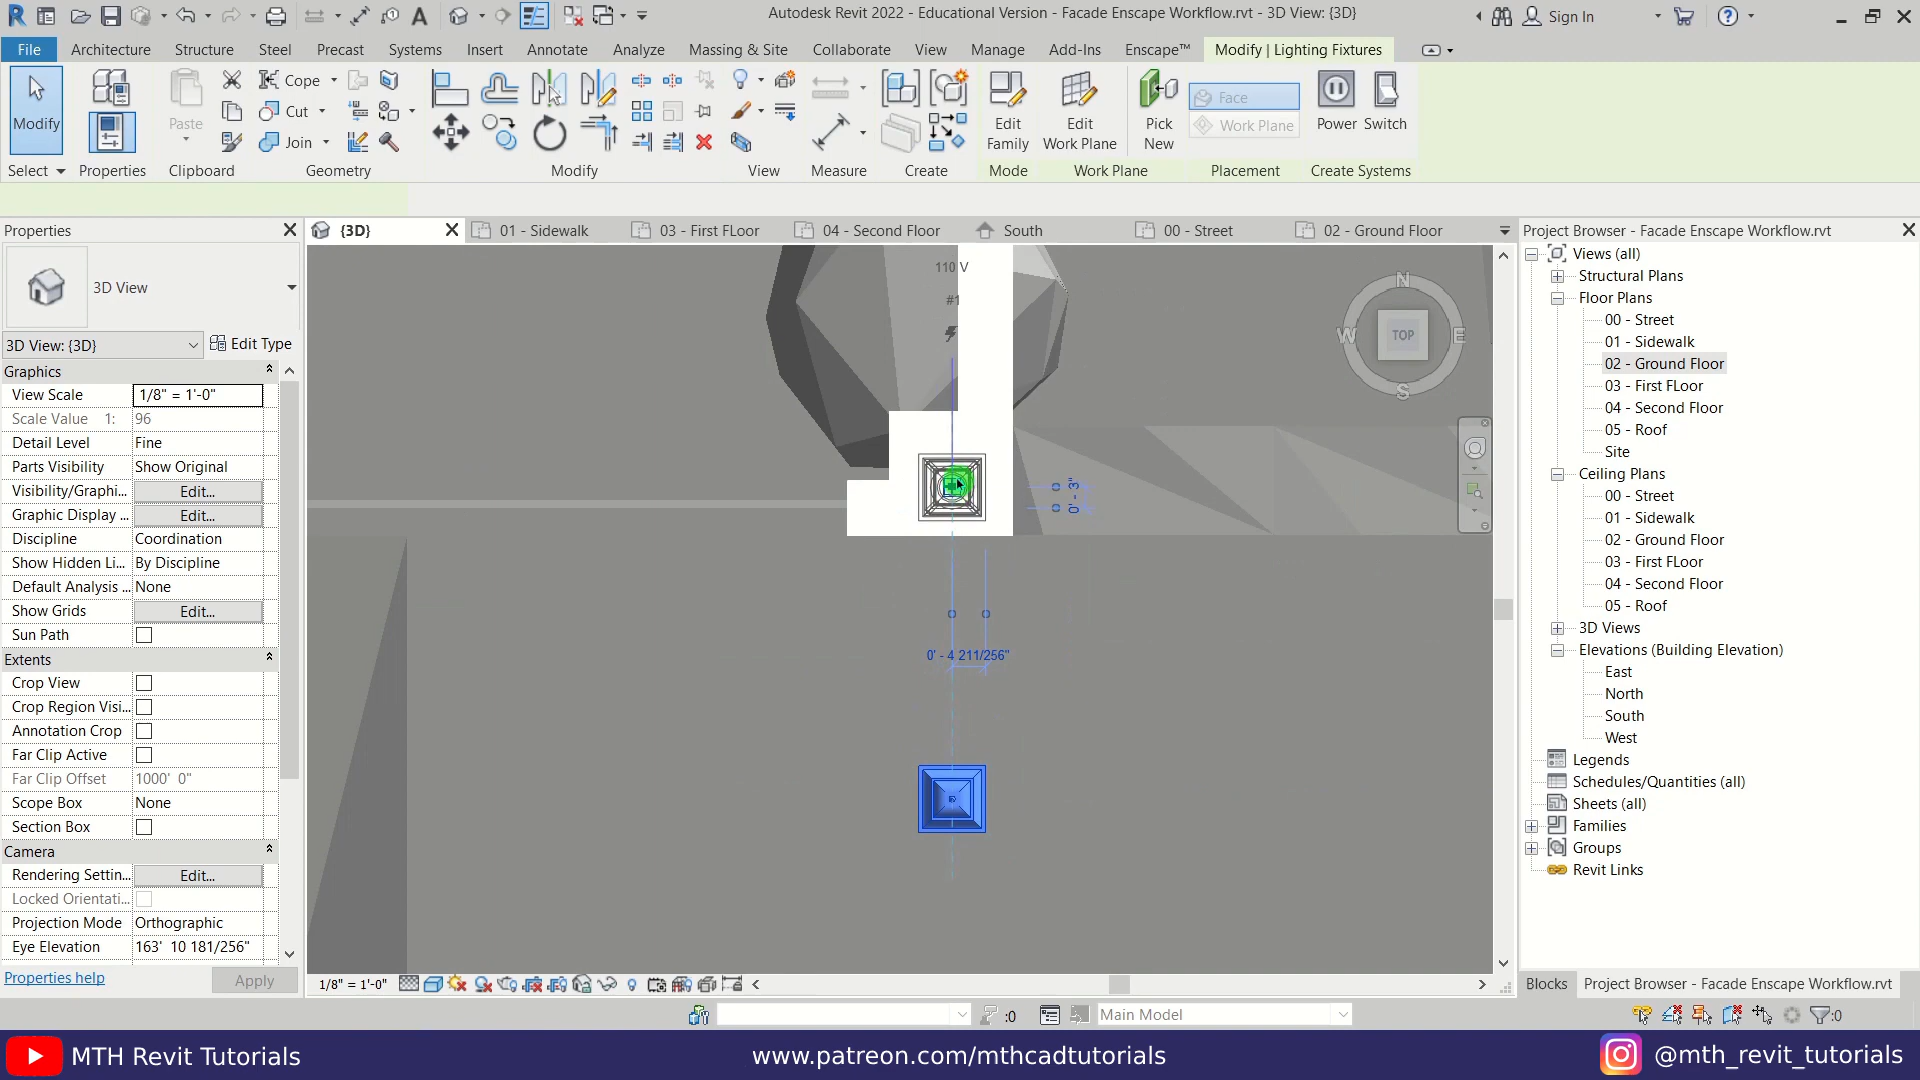 Autodesk Revit 2022 - Educational Version - Facade Enscape Workflow.rvt - 3D View: {3D}
Sign In
File Architecture Structure Steel Precast Systems Insert Annotate Analyze Massing & Site Collaborate View Manage Add-Ins Enscape™ Modify | Lighting Fixtures
Modify
Paste
Cope
Cut
Join
Edit Family
Edit Work Plane
Pick New
Face
Work Plane
Power Switch
Select Properties Clipboard Geometry Modify View Measure Create Mode Work Plane Placement Create Systems
Properties
{3D} 01 - Sidewalk 03 - First FLoor 04 - Second Floor South 00 - Street 02 - Ground Floor
3D View
3D View: {3D} Edit Type
Graphics
View Scale 1/8" = 1'-0"
Scale Value 1: 96
Detail Level Fine
Parts Visibility Show Original
Visibility/Graphi... Edit...
Graphic Display ... Edit...
Discipline Coordination
Show Hidden Li... By Discipline
Default Analysis ... None
Show Grids Edit...
Sun Path
Extents
Crop View
Crop Region Visi...
Annotation Crop
Far Clip Active
Far Clip Offset 1000' 0"
Scope Box None
Section Box
Camera
Rendering Settin... Edit...
Locked Orientati...
Projection Mode Orthographic
Eye Elevation 163' 10 181/256"
Properties help Apply
110 V
#1
0' - 3"
0' - 4 211/256"
N
W TOP E
S
1/8" = 1'-0"
Project Browser - Facade Enscape Workflow.rvt
Views (all)
Structural Plans
Floor Plans
00 - Street
01 - Sidewalk
02 - Ground Floor
03 - First FLoor
04 - Second Floor
05 - Roof
Site
Ceiling Plans
00 - Street
01 - Sidewalk
02 - Ground Floor
03 - First FLoor
04 - Second Floor
05 - Roof
3D Views
Elevations (Building Elevation)
East
North
South
West
Legends
Schedules/Quantities (all)
Sheets (all)
Families
Groups
Revit Links
Blocks Project Browser - Facade Enscape Workflow.rvt
:0 Main Model :0
MTH Revit Tutorials www.patreon.com/mthcadtutorials @mth_revit_tutorials